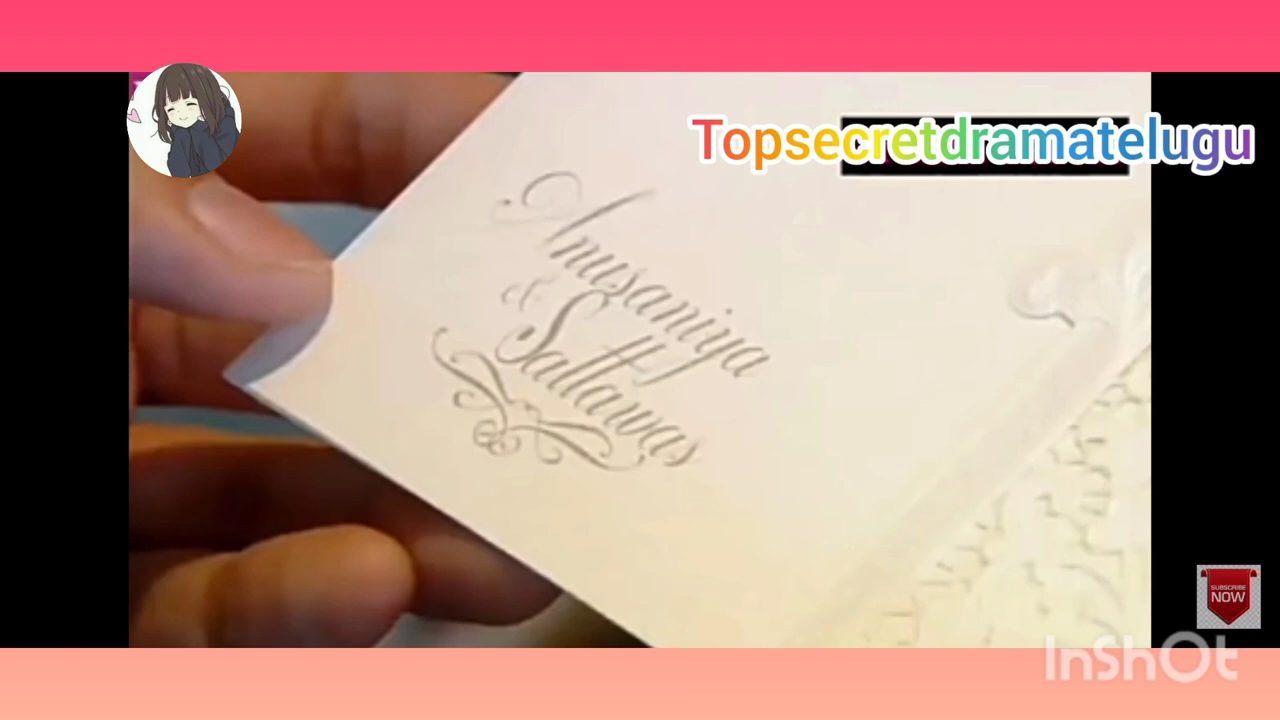 Topsecretdramatelugu
Anusaniya
&
Sattawas
SUBSCRIBE
NOW
InShOt